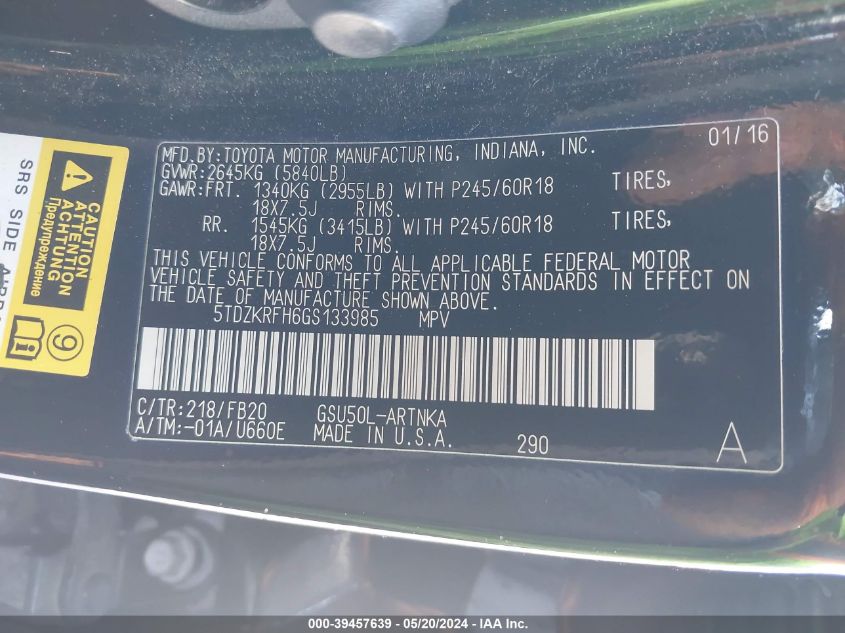 01/16
MFD.BY:TOYOTA MOTOR MANUFACTURING, INDIANA, INC.
GVWR:2645KG (5840LB)
GAWR:FRT. 1340KG (2955LB) WITH P245/60R18 TIRES,
18X7.5J RIMS.
RR. 1545KG (3415LB) WITH P245/60R18 TIRES,
18X7.5J RIMS.
THIS VEHICLE CONFORMS TO ALL APPLICABLE FEDERAL MOTOR
VEHICLE SAFETY AND THEFT PREVENTION STANDARDS IN EFFECT ON
THE DATE OF MANUFACTURE SHOWN ABOVE.
5TDZKRFH6GS133985 MPV
C/TR:218/FB20 GSU50L-ARTNKA
A/TM:-01A/U660E MADE IN U.S.A. 290 A
SRS SIDE
CAUTION
ATTENTION
ACHTUNG
Предупреждение
9
000-39457639 - 05/20/2024 - IAA Inc.